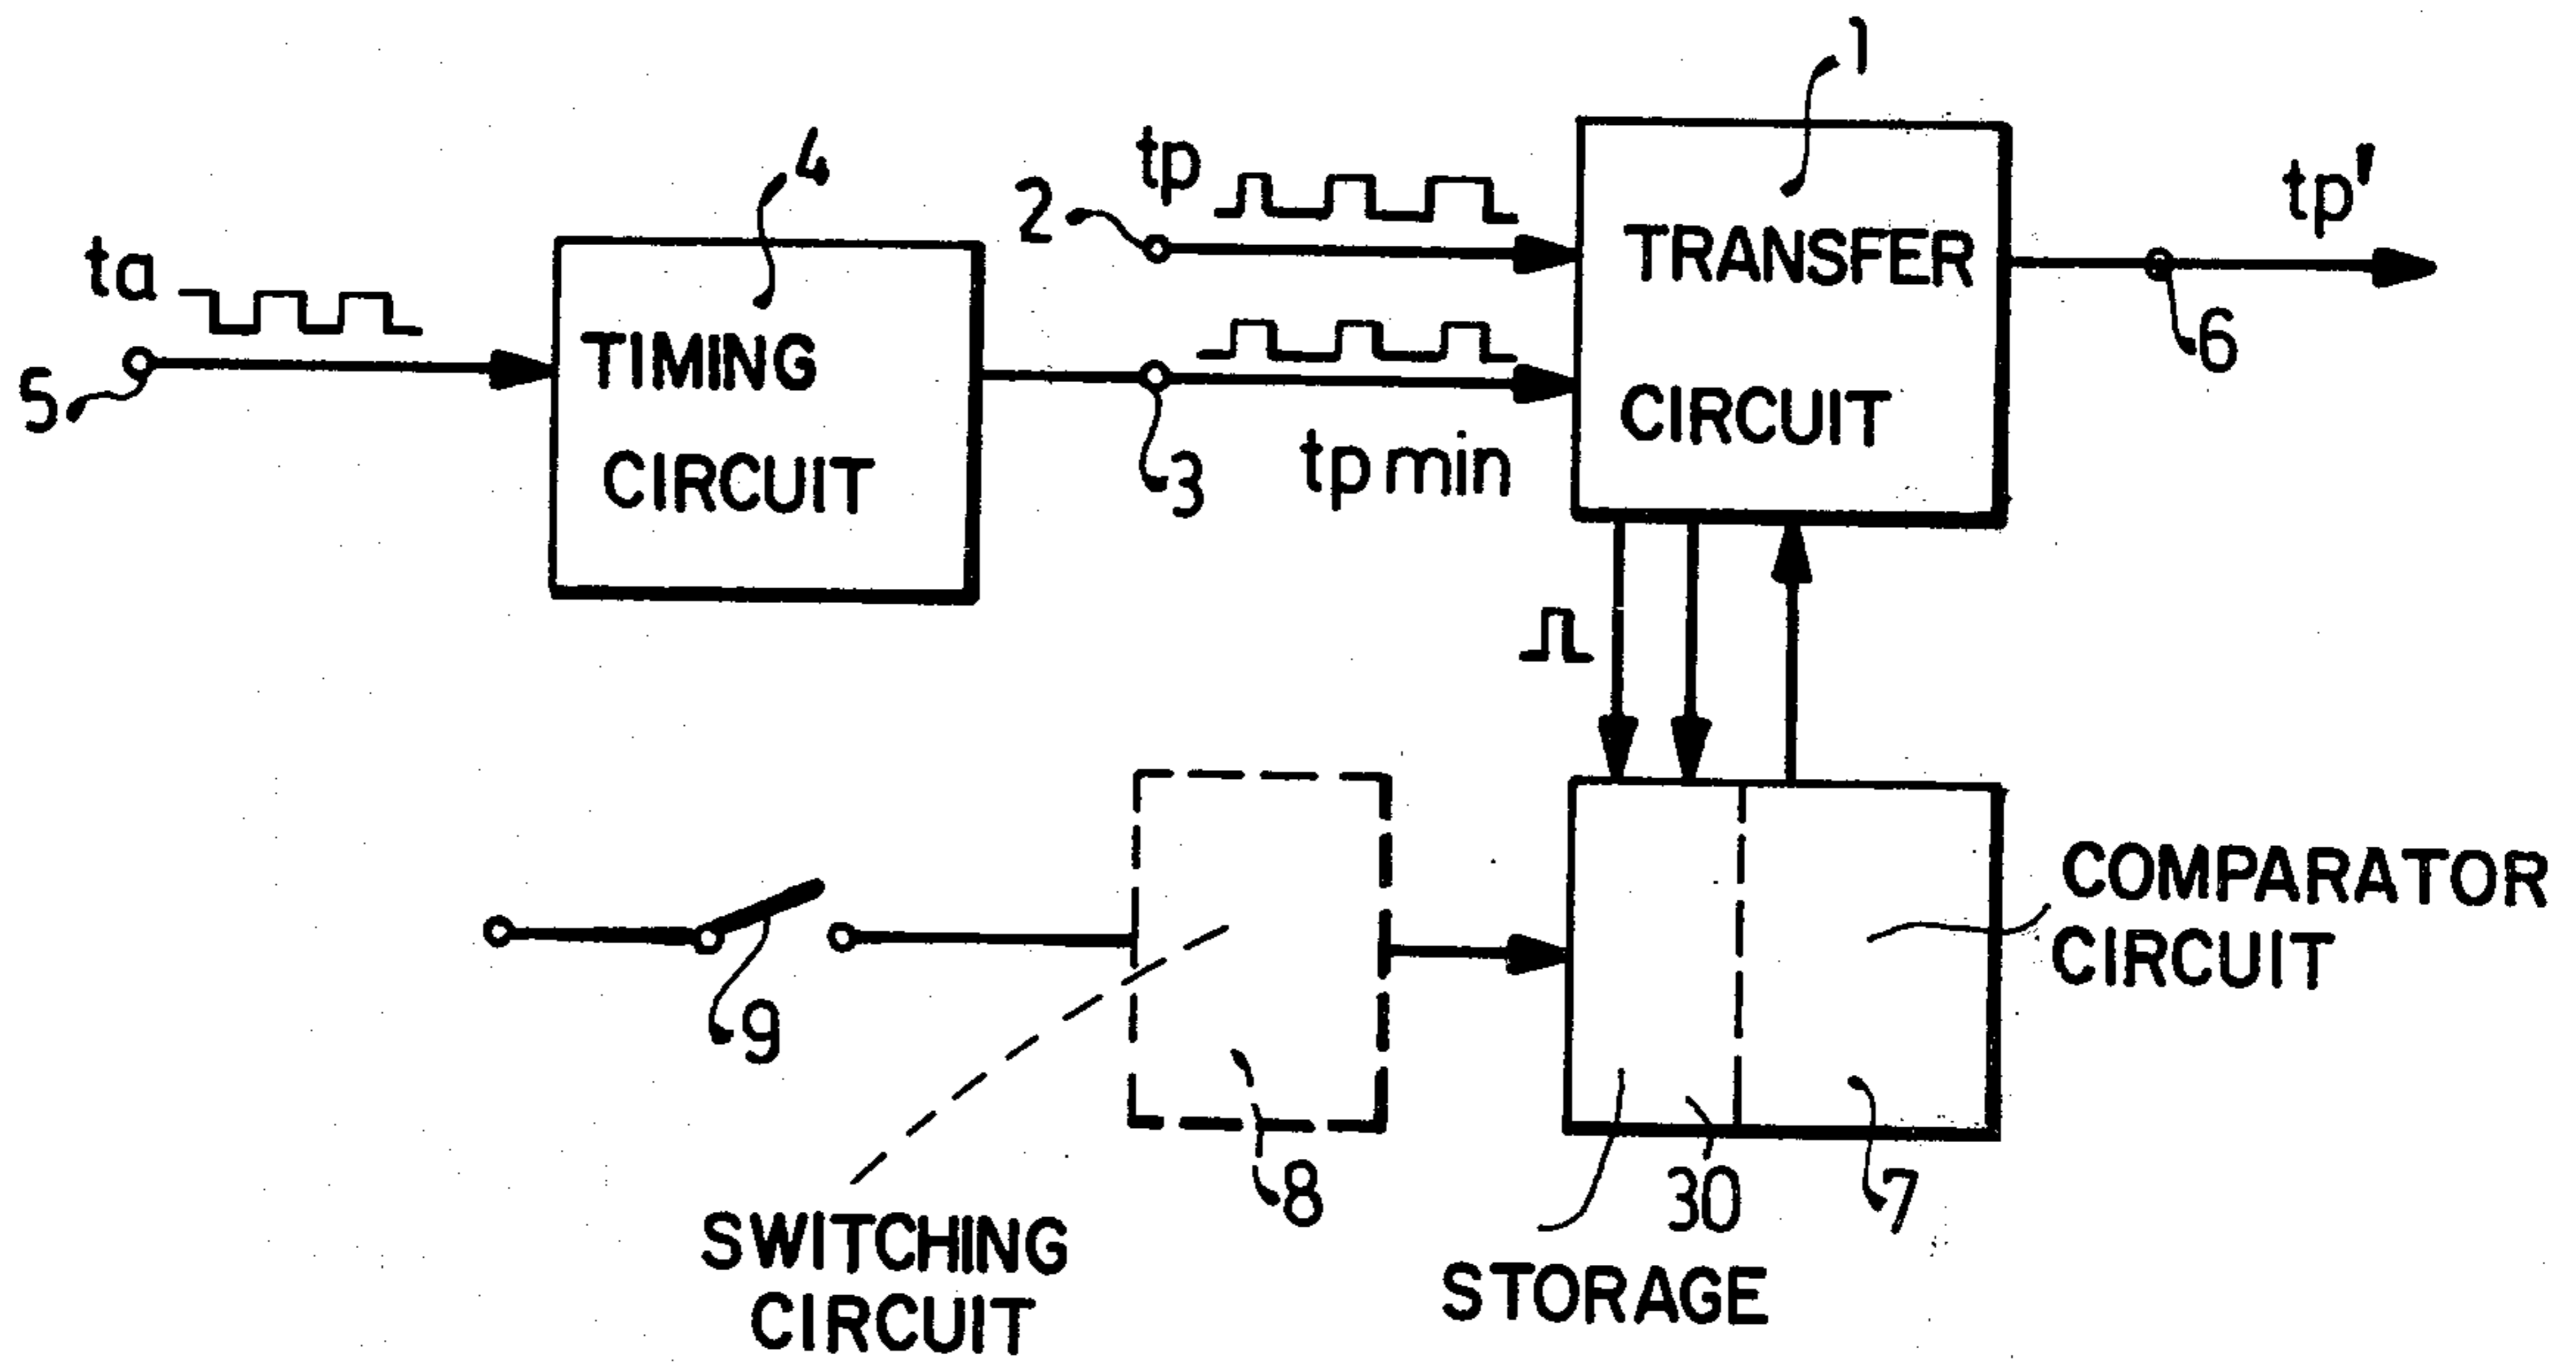 1
tp
tp'
4
2
TRANSFER
ta
TIMING
6
5
CIRCUIT
CIRCUIT
3
tp min
COMPARATOR
CIRCUIT
9
8
30
7
SWITCHING
CIRCUIT
STORAGE